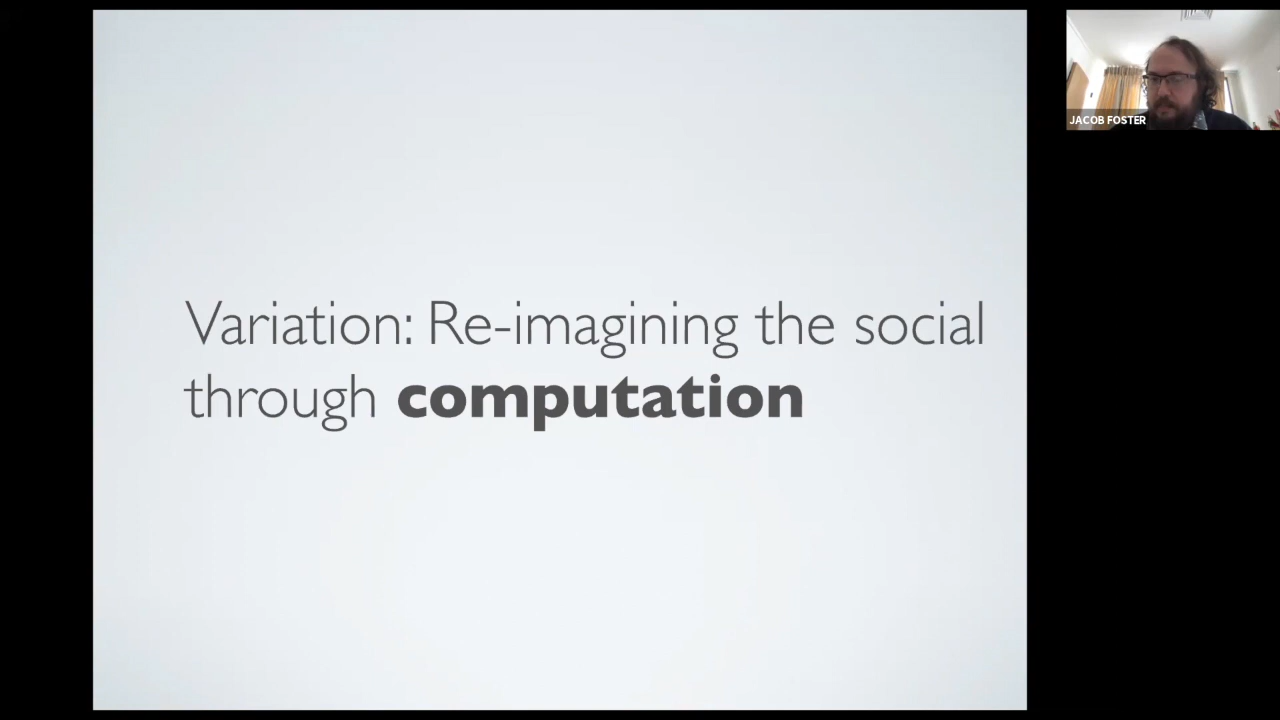 Variation: Re-imagining the social
through computation
JACOB FOSTER